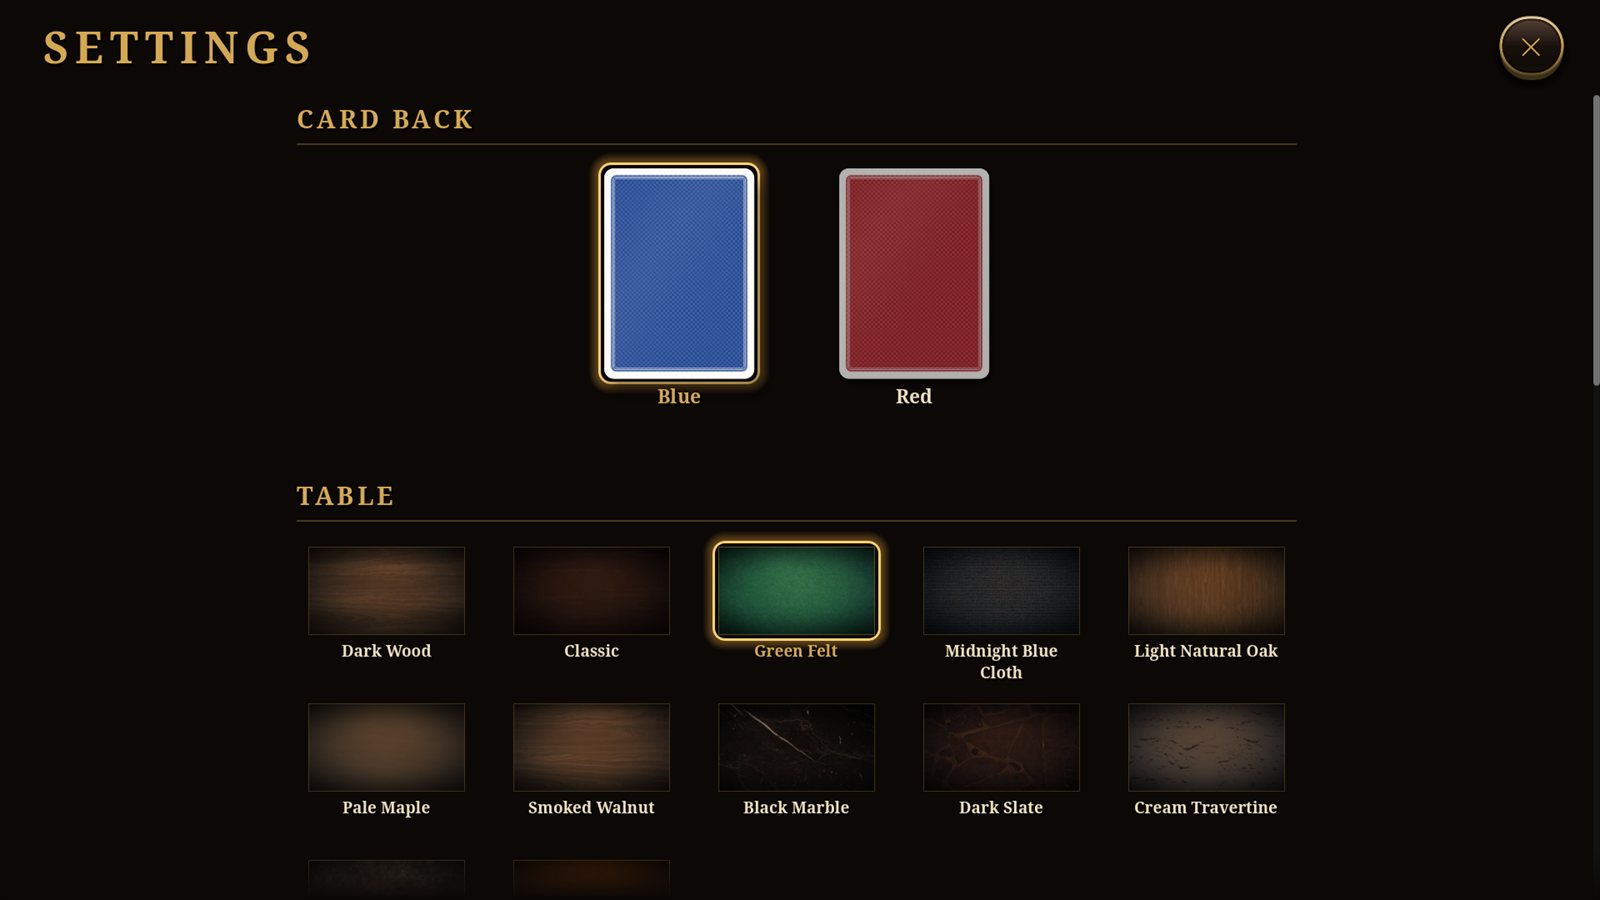 SETTINGS
CARD BACK
Blue
Red
TABLE
Dark Wood
Classic
Green Felt
Midnight Blue
Cloth
Light Natural Oak
Pale Maple
Smoked Walnut
Black Marble
Dark Slate
Cream Travertine